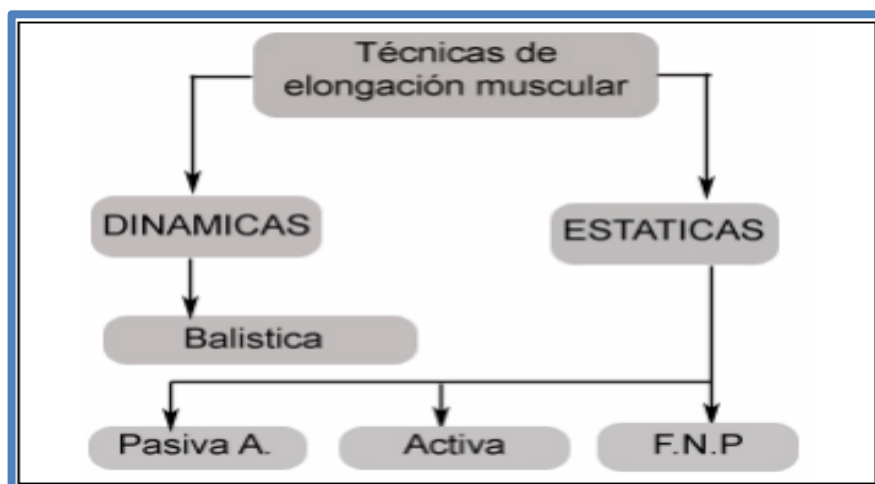 Técnicas de
elongación muscular
DINAMICAS
ESTATICAS
Balistica
Pasiva A.
Activa
F.N.P